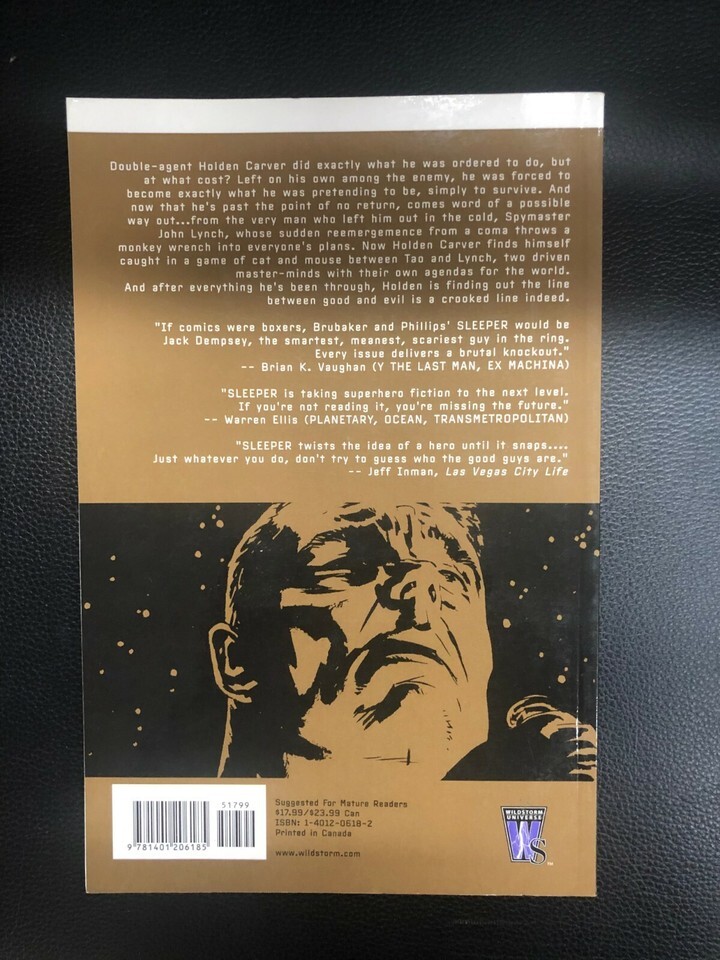 Double-agent Holden Carver did exactly what he was ordered to do, but
at what cost? Left on his own among the enemy, he was forced to
become exactly what he was pretending to be, simply to survive. And
now that he's past the point of no return, comes word of a possible
way out...from the very man who left him out in the cold, Spymaster
John Lynch, whose sudden reemergemence from a coma throws a
monkey wrench into everyone's plans. Now Holden Carver finds himself
caught in a game of cat and mouse between Tao and Lynch, two driven
master-minds with their own agendas for the world.
And after everything he's been through, Holden is finding out the line
between good and evil is a crooked line indeed.
"If comics were boxers, Brubaker and Phillips' SLEEPER would be
Jack Dempsey, the smartest, meanest, scariest guy in the ring.
Every issue delivers a brutal knockout."
-- Brian K. Vaughan (Y THE LAST MAN, EX MACHINA)
"SLEEPER is taking superhero fiction to the next level.
If you're not reading it, you're missing the future."
-- Warren Ellis (PLANETARY, OCEAN, TRANSMETROPOLITAN)
"SLEEPER twists the idea of a hero until it snaps....
Just whatever you do, don't try to guess who the good guys are."
-- Jeff Inman, Las Vegas City Life
51799
9 781401 206185
Suggested For Mature Readers
$17.99/$23.99 Can
ISBN: 1-4012-0618-2
Printed in Canada
www.wildstorm.com
WILDSTORM
UNIVERSE
WS
TM